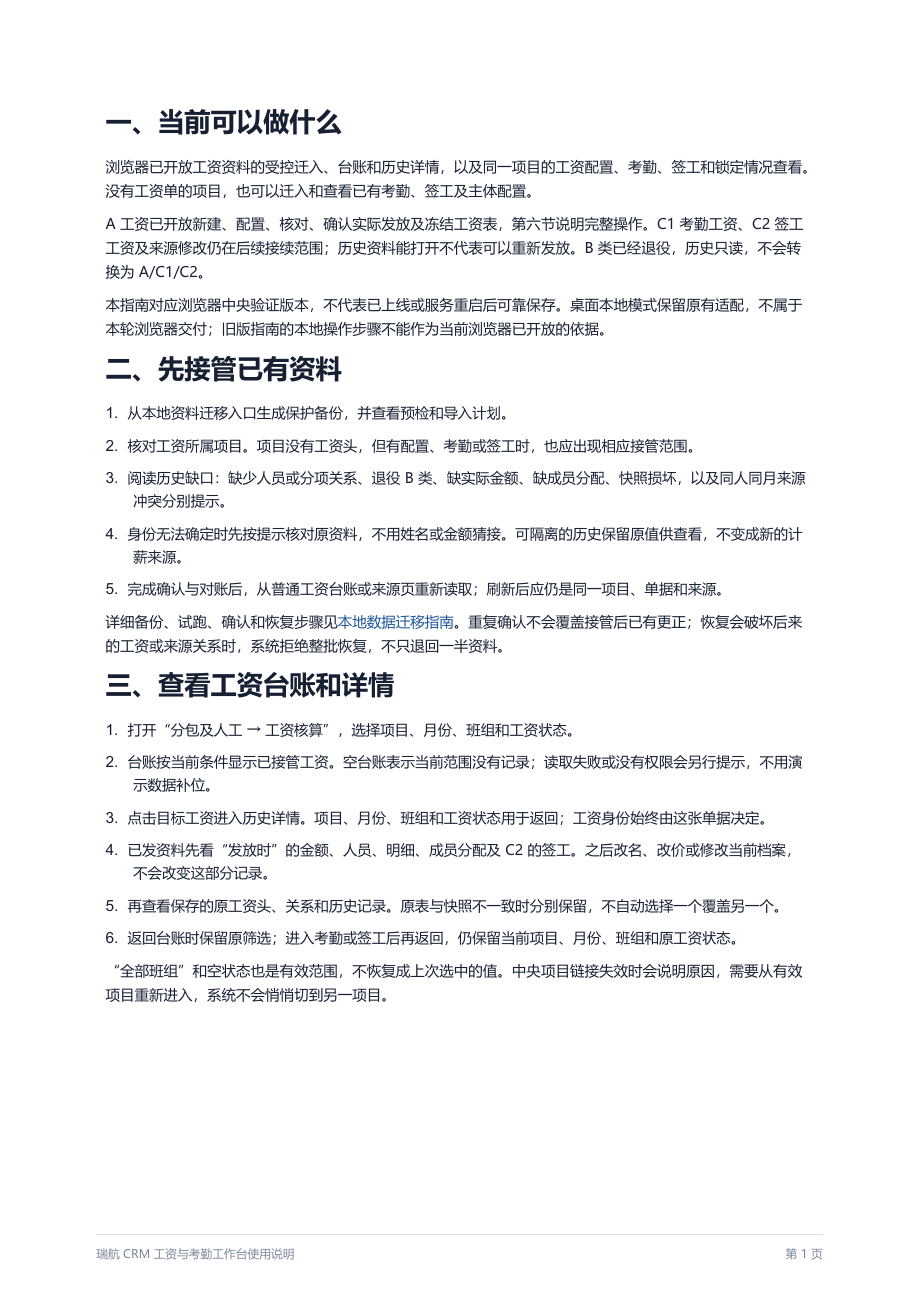 一、当前可以做什么
浏览器已开放工资资料的受控迁入、台账和历史详情，以及同一项目的工资配置、考勤、签工和锁定情况查看。
没有工资单的项目，也可以迁入和查看已有考勤、签工及主体配置。
A 工资已开放新建、配置、核对、确认实际发放及冻结工资表，第六节说明完整操作。C1 考勤工资、C2 签工
工资及来源修改仍在后续接续范围；历史资料能打开不代表可以重新发放。B 类已经退役，历史只读，不会转
换为 A/C1/C2。
本指南对应浏览器中央验证版本，不代表已上线或服务重启后可靠保存。桌面本地模式保留原有适配，不属于
本轮浏览器交付；旧版指南的本地操作步骤不能作为当前浏览器已开放的依据。
二、先接管已有资料
1. 从本地资料迁移入口生成保护备份，并查看预检和导入计划。
2. 核对工资所属项目。项目没有工资头，但有配置、考勤或签工时，也应出现相应接管范围。
3. 阅读历史缺口：缺少人员或分项关系、退役 B 类、缺实际金额、缺成员分配、快照损坏，以及同人同月来源
冲突分别提示。
4. 身份无法确定时先按提示核对原资料，不用姓名或金额猜接。可隔离的历史保留原值供查看，不变成新的计
薪来源。
5. 完成确认与对账后，从普通工资台账或来源页重新读取；刷新后应仍是同一项目、单据和来源。
详细备份、试跑、确认和恢复步骤见本地数据迁移指南。重复确认不会覆盖接管后已有更正；恢复会破坏后来
的工资或来源关系时，系统拒绝整批恢复，不只退回一半资料。
三、查看工资台账和详情
1. 打开“分包及人工 → 工资核算”，选择项目、月份、班组和工资状态。
2. 台账按当前条件显示已接管工资。空台账表示当前范围没有记录；读取失败或没有权限会另行提示，不用演
示数据补位。
3. 点击目标工资进入历史详情。项目、月份、班组和工资状态用于返回；工资身份始终由这张单据决定。
4. 已发资料先看“发放时”的金额、人员、明细、成员分配及 C2 的签工。之后改名、改价或修改当前档案，
不会改变这部分记录。
5. 再查看保存的原工资头、关系和历史记录。原表与快照不一致时分别保留，不自动选择一个覆盖另一个。
6. 返回台账时保留原筛选；进入考勤或签工后再返回，仍保留当前项目、月份、班组和原工资状态。
“全部班组”和空状态也是有效范围，不恢复成上次选中的值。中央项目链接失效时会说明原因，需要从有效
项目重新进入，系统不会悄悄切到另一项目。
瑞航 CRM 工资与考勤工作台使用说明
第 1 页